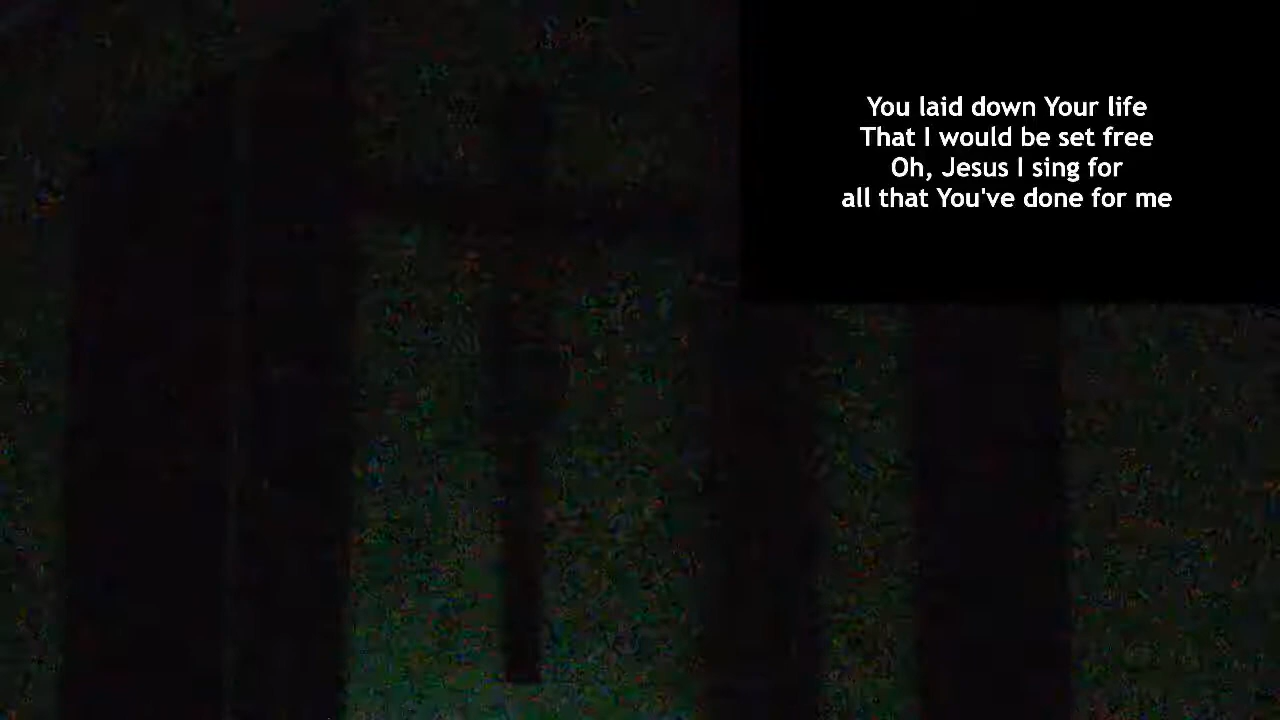 You laid down Your life
That I would be set free
Oh, Jesus I sing for
all that You've done for me